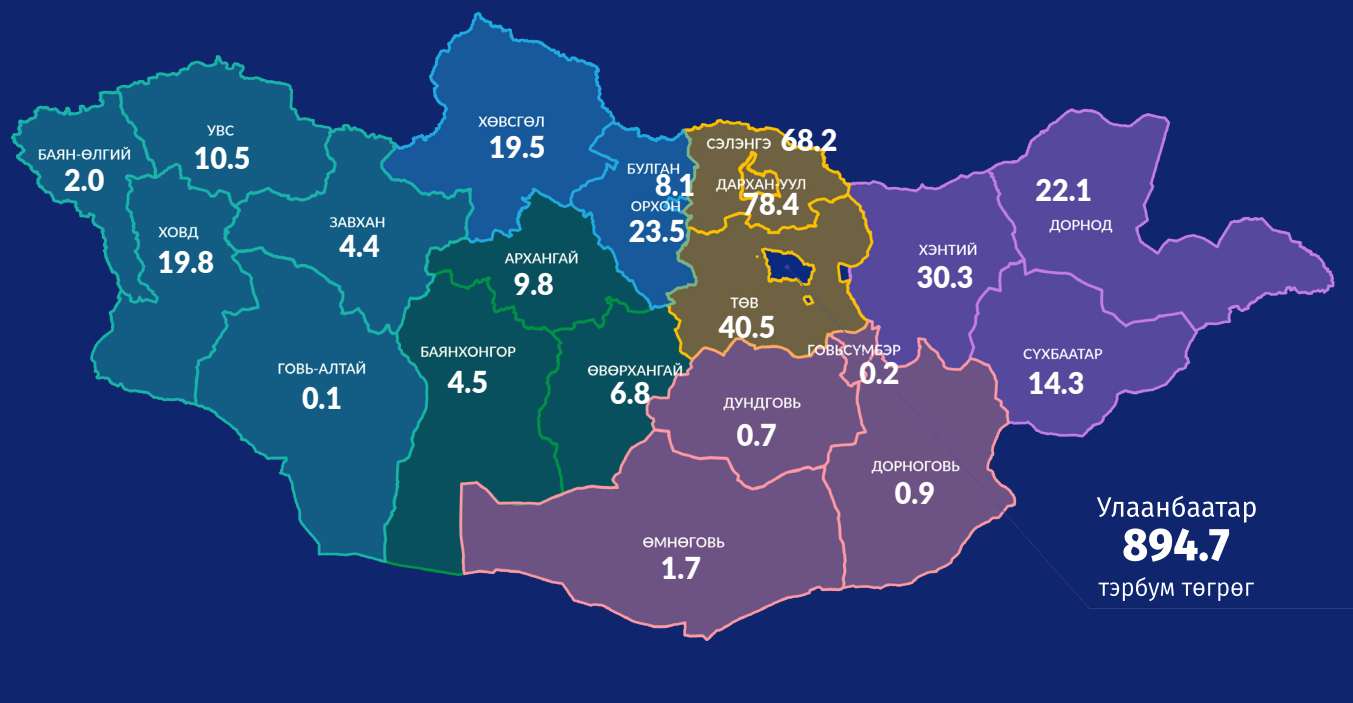 УВС
10.5
БАЯН-ӨЛГИЙ
2.0
ХОВД
19.8
ЗАВХАН
4.4
ГОВЬ-АЛТАЙ
0.1
ХӨВСГӨЛ
19.5
БУЛГАН
8.1
ОРХОН
23.5
АРХАНГАЙ
9.8
БАЯНХОНГОР
4.5
ӨВӨРХАНГАЙ
6.8
СЭЛЭНГЭ 68.2
ДАРХАН-УУЛ
78.4
ТӨВ
40.5
ГОВЬСҮМБЭР
0.2
ДУНДГОВЬ
0.7
ДОРНОГОВЬ
0.9
ӨМНӨГОВЬ
1.7
22.1
ДОРНОД
ХЭНТИЙ
30.3
СҮХБААТАР
14.3
Улаанбаатар
894.7
тэрбум төгрөг